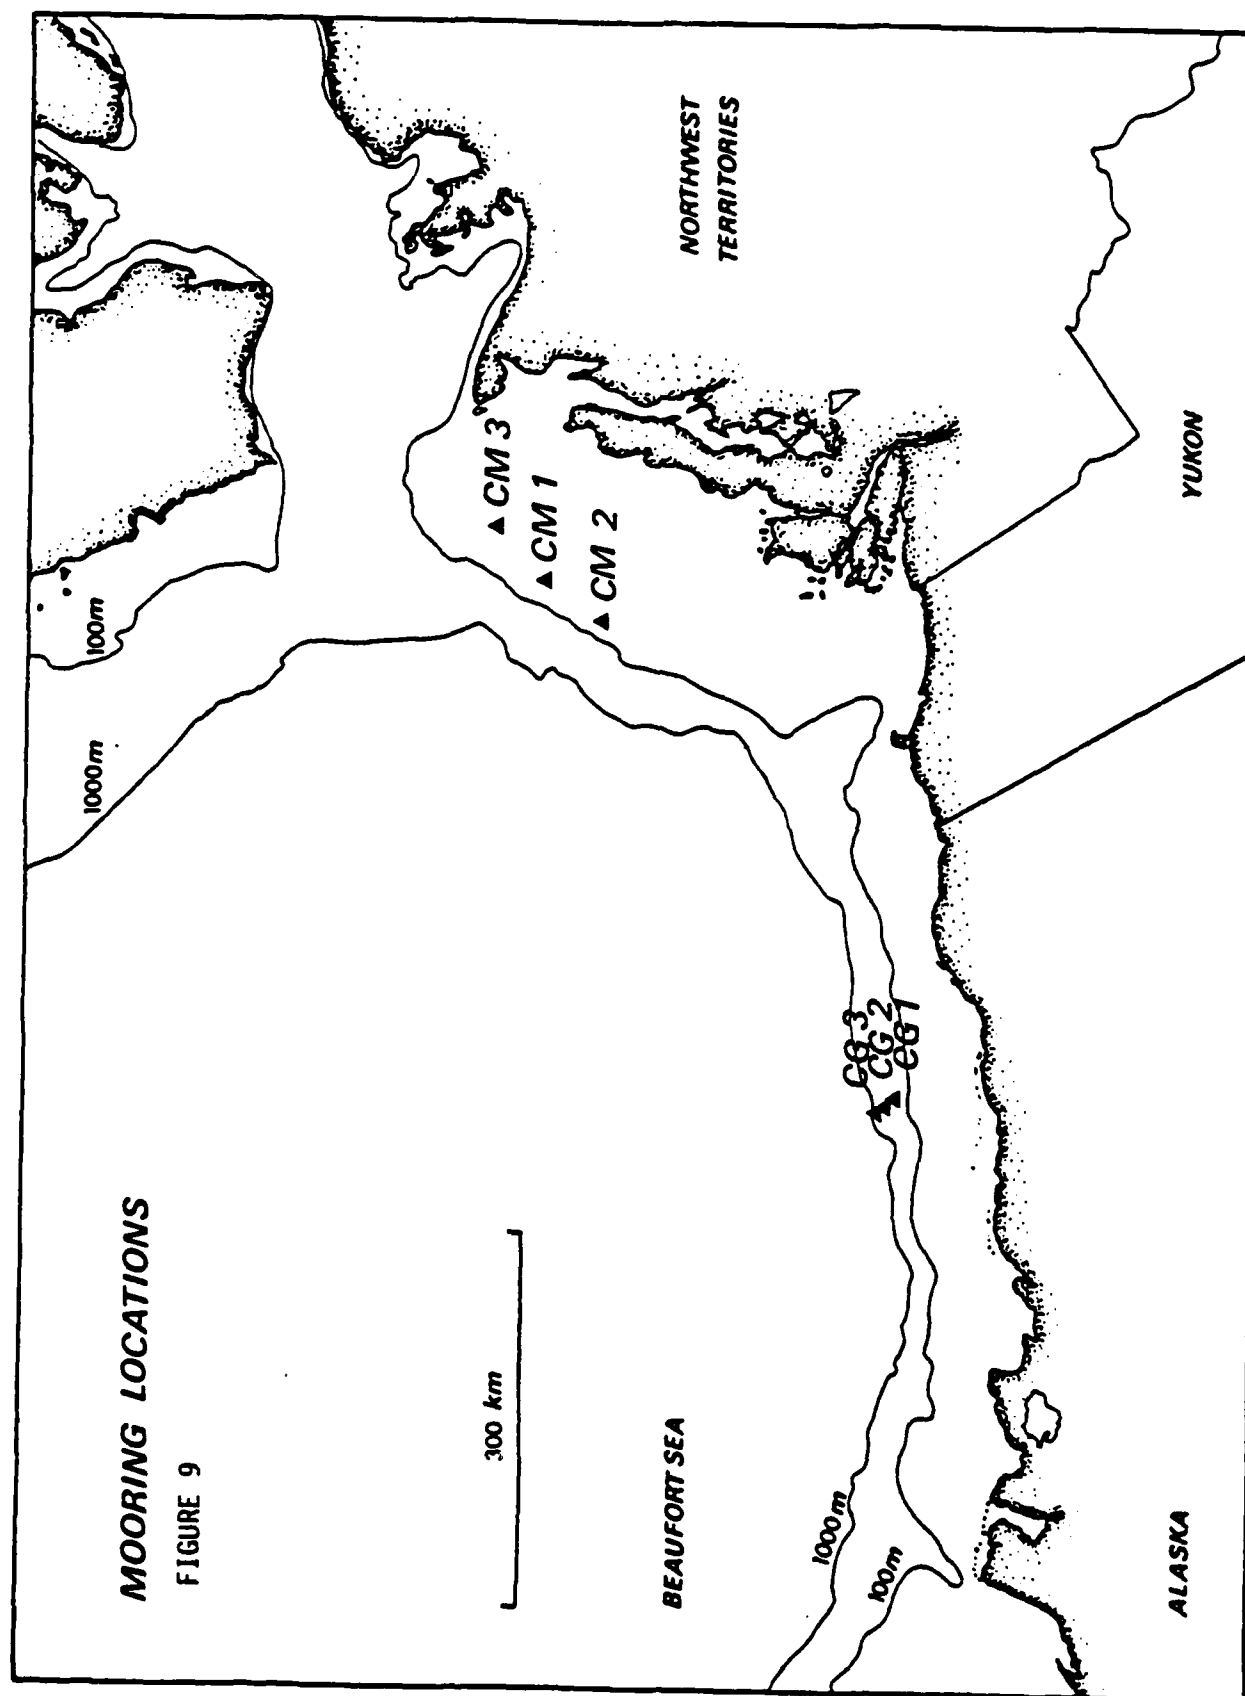 MOORING LOCATIONS
FIGURE 9
300 km
BEAUFORT SEA
1000m
100m
ALASKA
CG 3
CG 2
CG 1
1000m
100m
CM 3
CM 1
CM 2
NORTHWEST
TERRITORIES
YUKON